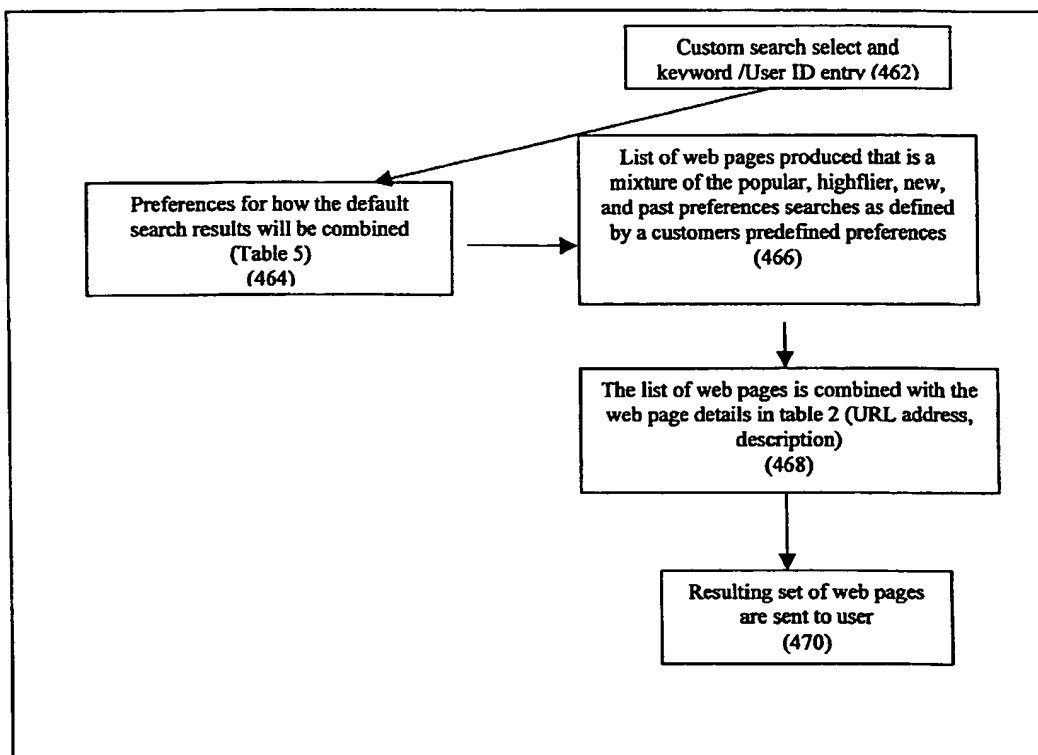 Custom search select and
keyword /User ID entry (462)
List of web pages produced that is a
mixture of the popular, highflier, new,
and past preferences searches as defined
by a customers predefined preferences
(466)
Preferences for how the default
search results will be combined
(Table 5)
(464)
The list of web pages is combined with the
web page details in table 2 (URL address,
description)
(468)
Resulting set of web pages
are sent to user
(470)